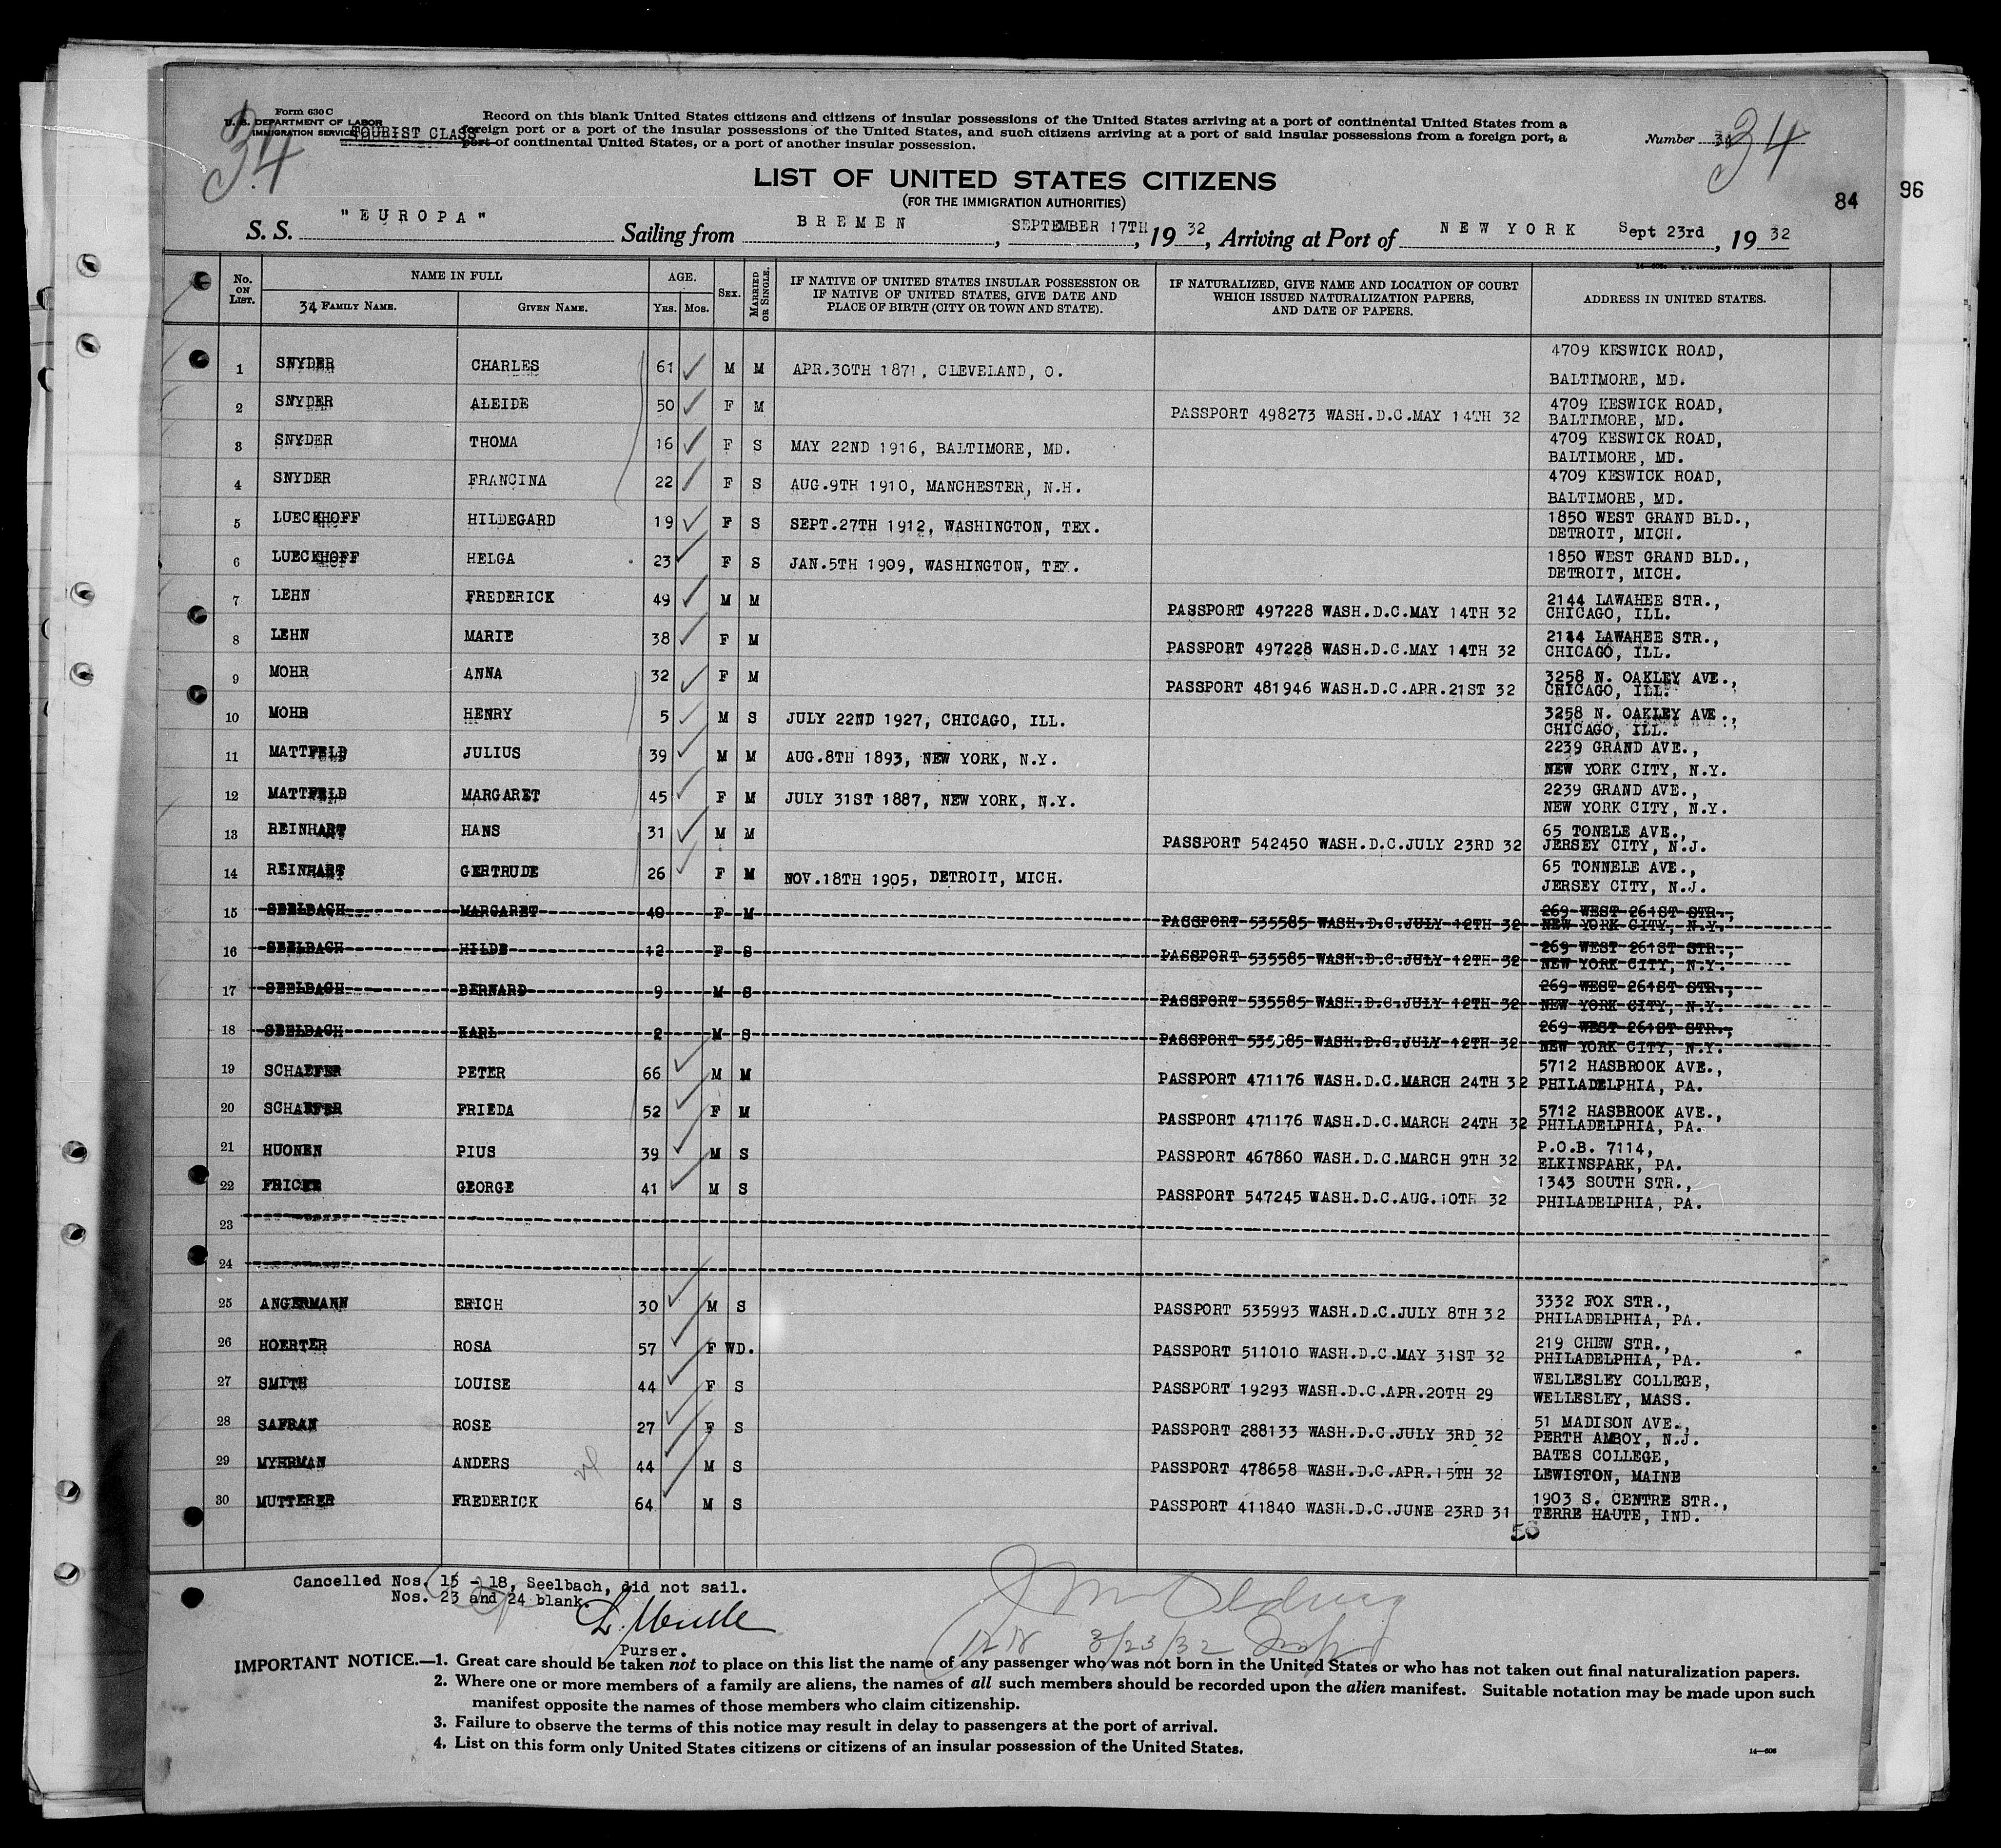 Form 630 C
U. S. DEPARTMENT OF LABOR
IMMIGRATION SERVICE
TOURIST CLASS
34
Record on this blank United States citizens and citizens of insular possessions of the United States arriving at a port of continental United States from a
foreign port or a port of the insular possessions of the United States, and such citizens arriving at a port of said insular possessions from a foreign port, a
port of continental United States, or a port of another insular possession.
Number 34
LIST OF UNITED STATES CITIZENS
(FOR THE IMMIGRATION AUTHORITIES)
84
96
S. S. "EUROPA" Sailing from BREMEN, SEPTEMBER 17TH, 1932, Arriving at Port of NEW YORK Sept 23rd, 1932
No. ON LIST. NAME IN FULL 34 FAMILY NAME. GIVEN NAME. AGE. YRS. MOS. SEX. MARRIED OR SINGLE. IF NATIVE OF UNITED STATES INSULAR POSSESSION OR IF NATIVE OF UNITED STATES, GIVE DATE AND PLACE OF BIRTH (CITY OR TOWN AND STATE). IF NATURALIZED, GIVE NAME AND LOCATION OF COURT WHICH ISSUED NATURALIZATION PAPERS, AND DATE OF PAPERS. ADDRESS IN UNITED STATES.
1 SNYDER CHARLES 61 M M APR.30TH 1871, CLEVELAND, O. 4709 KESWICK ROAD, BALTIMORE, MD.
2 SNYDER ALEIDE 50 F M PASSPORT 498273 WASH.D.C.MAY 14TH 32 4709 KESWICK ROAD, BALTIMORE, MD.
3 SNYDER THOMA 16 F S MAY 22ND 1916, BALTIMORE, MD. 4709 KESWICK ROAD, BALTIMORE, MD.
4 SNYDER FRANCINA 22 F S AUG.9TH 1910, MANCHESTER, N.H. 4709 KESWICK ROAD, BALTIMORE, MD.
5 LUECKHOFF HILDEGARD 19 F S SEPT.27TH 1912, WASHINGTON, TEX. 1850 WEST GRAND BLD., DETROIT, MICH.
6 LUECKHOFF HELGA 23 F S JAN.5TH 1909, WASHINGTON, TEX. 1850 WEST GRAND BLD., DETROIT, MICH.
7 LEHN FREDERICK 49 M M PASSPORT 497228 WASH.D.C.MAY 14TH 32 2144 LAWAHEE STR., CHICAGO, ILL.
8 LEHN MARIE 38 F M PASSPORT 497228 WASH.D.C.MAY 14TH 32 2144 LAWAHEE STR., CHICAGO, ILL.
9 MOHR ANNA 32 F M PASSPORT 481946 WASH.D.C.APR.21ST 32 3258 N. OAKLEY AVE., CHICAGO, ILL.
10 MOHR HENRY 5 M S JULY 22ND 1927, CHICAGO, ILL. 3258 N. OAKLEY AVE., CHICAGO, ILL.
11 MATTFELD JULIUS 39 M M AUG.8TH 1893, NEW YORK, N.Y. 2239 GRAND AVE., NEW YORK CITY, N.Y.
12 MATTFELD MARGARET 45 F M JULY 31ST 1887, NEW YORK, N.Y. 2239 GRAND AVE., NEW YORK CITY, N.Y.
13 REINHART HANS 31 M M PASSPORT 542450 WASH.D.C.JULY 23RD 32 65 TONELE AVE., JERSEY CITY, N.J.
14 REINHART GERTRUDE 26 F M NOV.18TH 1905, DETROIT, MICH. 65 TONNELE AVE., JERSEY CITY, N.J.
15 SEELBACH MARGARET 40 F M PASSPORT 535585 WASH.D.C.JULY 12TH 32 269 WEST 261ST STR., NEW YORK CITY, N.Y.
16 SEELBACH HILDE 12 F S PASSPORT 535585 WASH.D.C.JULY 12TH 32 269 WEST 261ST STR., NEW YORK CITY, N.Y.
17 SEELBACH BERNARD 9 M S PASSPORT 535585 WASH.D.C.JULY 12TH 32 269 WEST 261ST STR., NEW YORK CITY, N.Y.
18 SEELBACH KARL 2 M S PASSPORT 535585 WASH.D.C.JULY 12TH 32 269 WEST 261ST STR., NEW YORK CITY, N.Y.
19 SCHAEFER PETER 66 M M PASSPORT 471176 WASH.D.C.MARCH 24TH 32 5712 HASBROOK AVE., PHILADELPHIA, PA.
20 SCHAEFER FRIEDA 52 F M PASSPORT 471176 WASH.D.C.MARCH 24TH 32 5712 HASBROOK AVE., PHILADELPHIA, PA.
21 HUONEN PIUS 39 M S PASSPORT 467860 WASH.D.C.MARCH 9TH 32 P.O.B. 7114, ELKINSPARK, PA.
22 FRICKE GEORGE 41 M S PASSPORT 547245 WASH.D.C.AUG.10TH 32 1343 SOUTH STR., PHILADELPHIA, PA.
23
24
25 ANGERMANN ERICH 30 M S PASSPORT 535993 WASH.D.C.JULY 8TH 32 3332 FOX STR., PHILADELPHIA, PA.
26 HOERTER ROSA 57 F WD. PASSPORT 511010 WASH.D.C.MAY 31ST 32 219 CHEW STR., PHILADELPHIA, PA.
27 SMITH LOUISE 44 F S PASSPORT 19293 WASH.D.C.APR.20TH 29 WELLESLEY COLLEGE, WELLESLEY, MASS.
28 SAFRAN ROSE 27 F S PASSPORT 288133 WASH.D.C.JULY 3RD 32 51 MADISON AVE., PERTH AMBOY, N.J.
29 MYHRMAN ANDERS 44 M S PASSPORT 478658 WASH.D.C.APR.15TH 32 BATES COLLEGE, LEWISTON, MAINE
30 MUTTERER FREDERICK 64 M S PASSPORT 411840 WASH.D.C.JUNE 23RD 31 1903 S. CENTRE STR., TERRE HAUTE, IND.
Cancelled Nos. 15 - 18, Seelbach, did not sail.
Nos. 23 and 24 blank.
Purser.
IMPORTANT NOTICE.—1. Great care should be taken not to place on this list the name of any passenger who was not born in the United States or who has not taken out final naturalization papers.
2. Where one or more members of a family are aliens, the names of all such members should be recorded upon the alien manifest. Suitable notation may be made upon such
manifest opposite the names of those members who claim citizenship.
3. Failure to observe the terms of this notice may result in delay to passengers at the port of arrival.
4. List on this form only United States citizens or citizens of an insular possession of the United States.